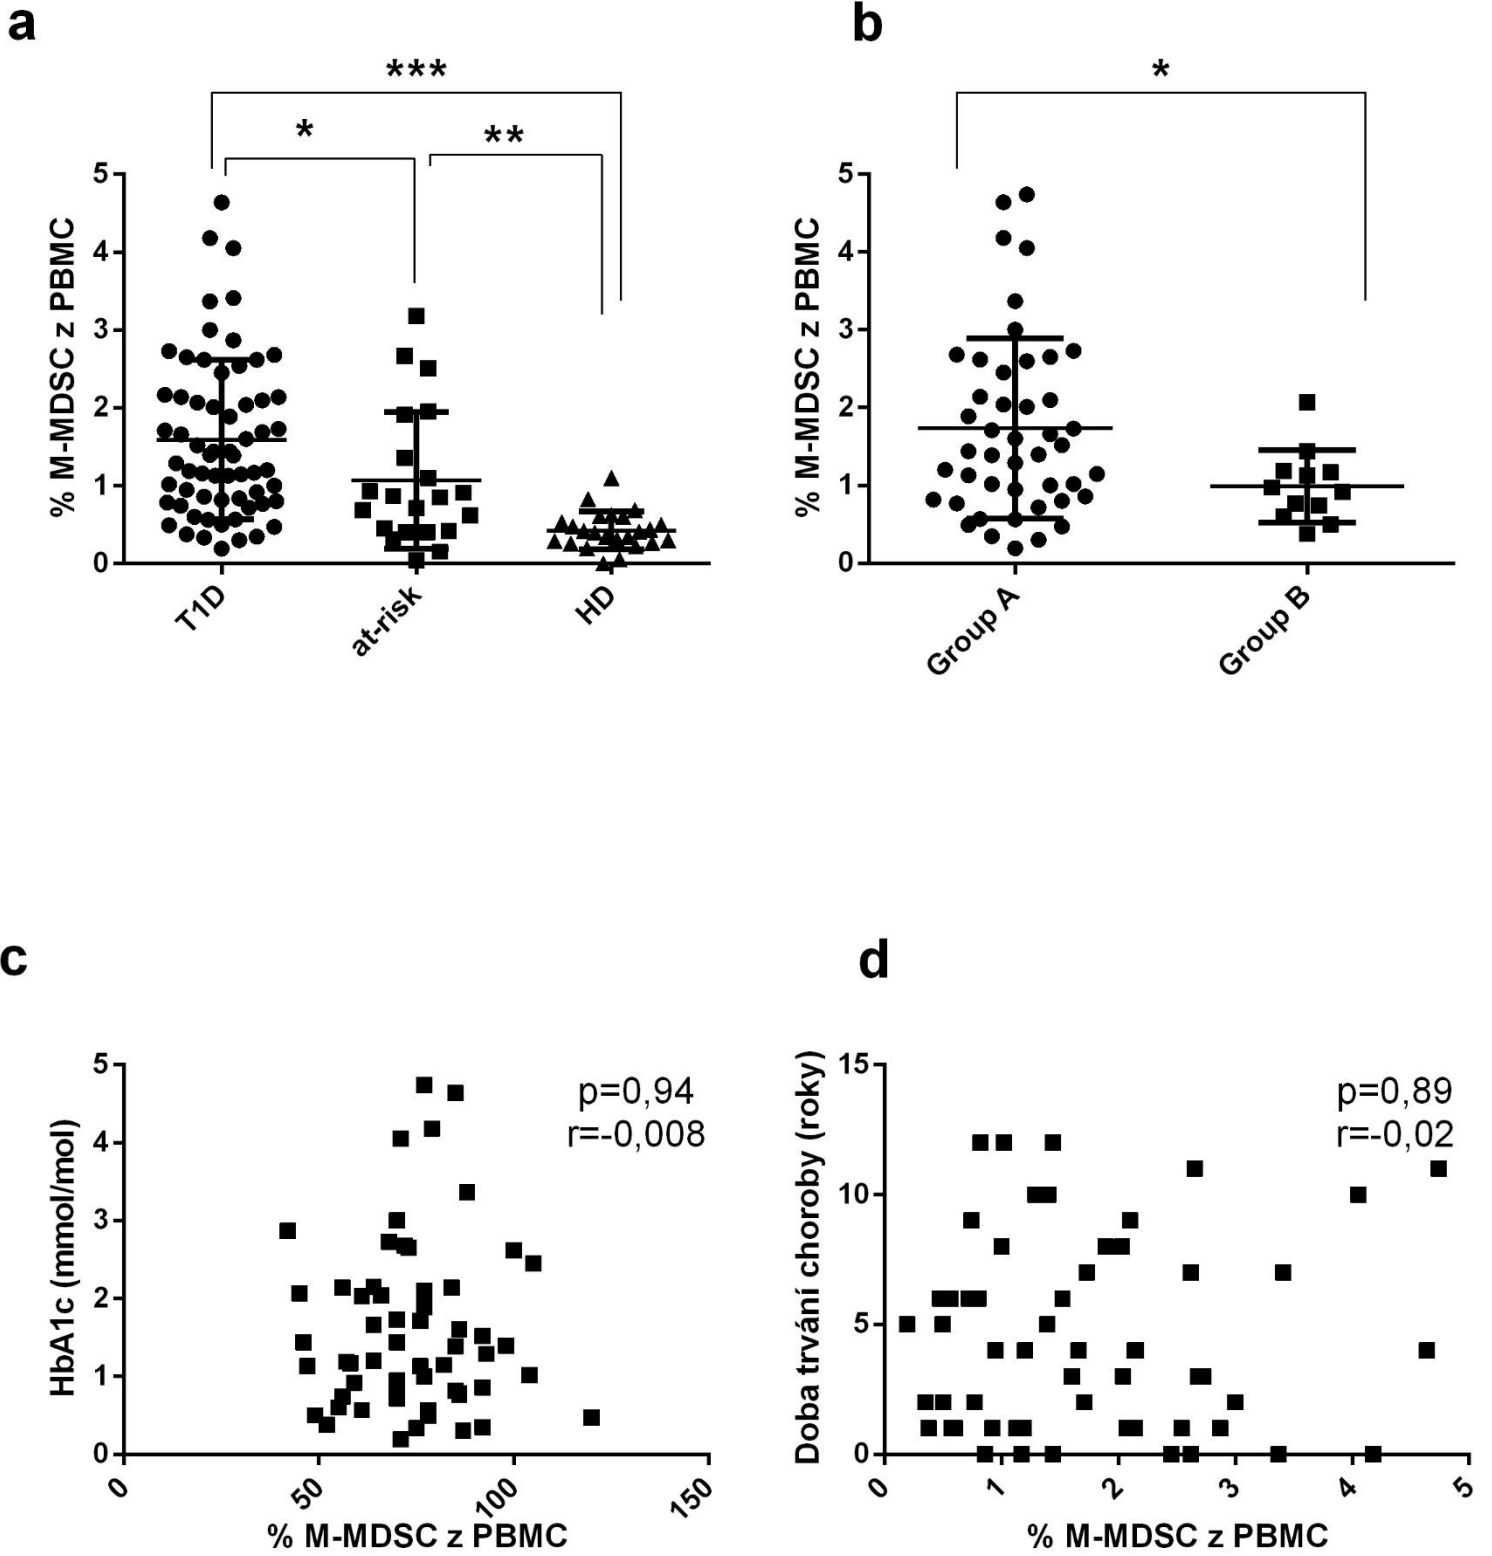 a
***
*
**
% M-MDSC z PBMC
5
4
3
2
1
0
T1D
at-risk
HD
b
*
% M-MDSC z PBMC
5
4
3
2
1
0
Group A
Group B
c
p=0,94
r=-0,008
HbA1c (mmol/mol)
5
4
3
2
1
0
0
50
100
150
% M-MDSC z PBMC
d
p=0,89
r=-0,02
Doba trvání choroby (roky)
15
10
5
0
0
1
2
3
4
5
% M-MDSC z PBMC